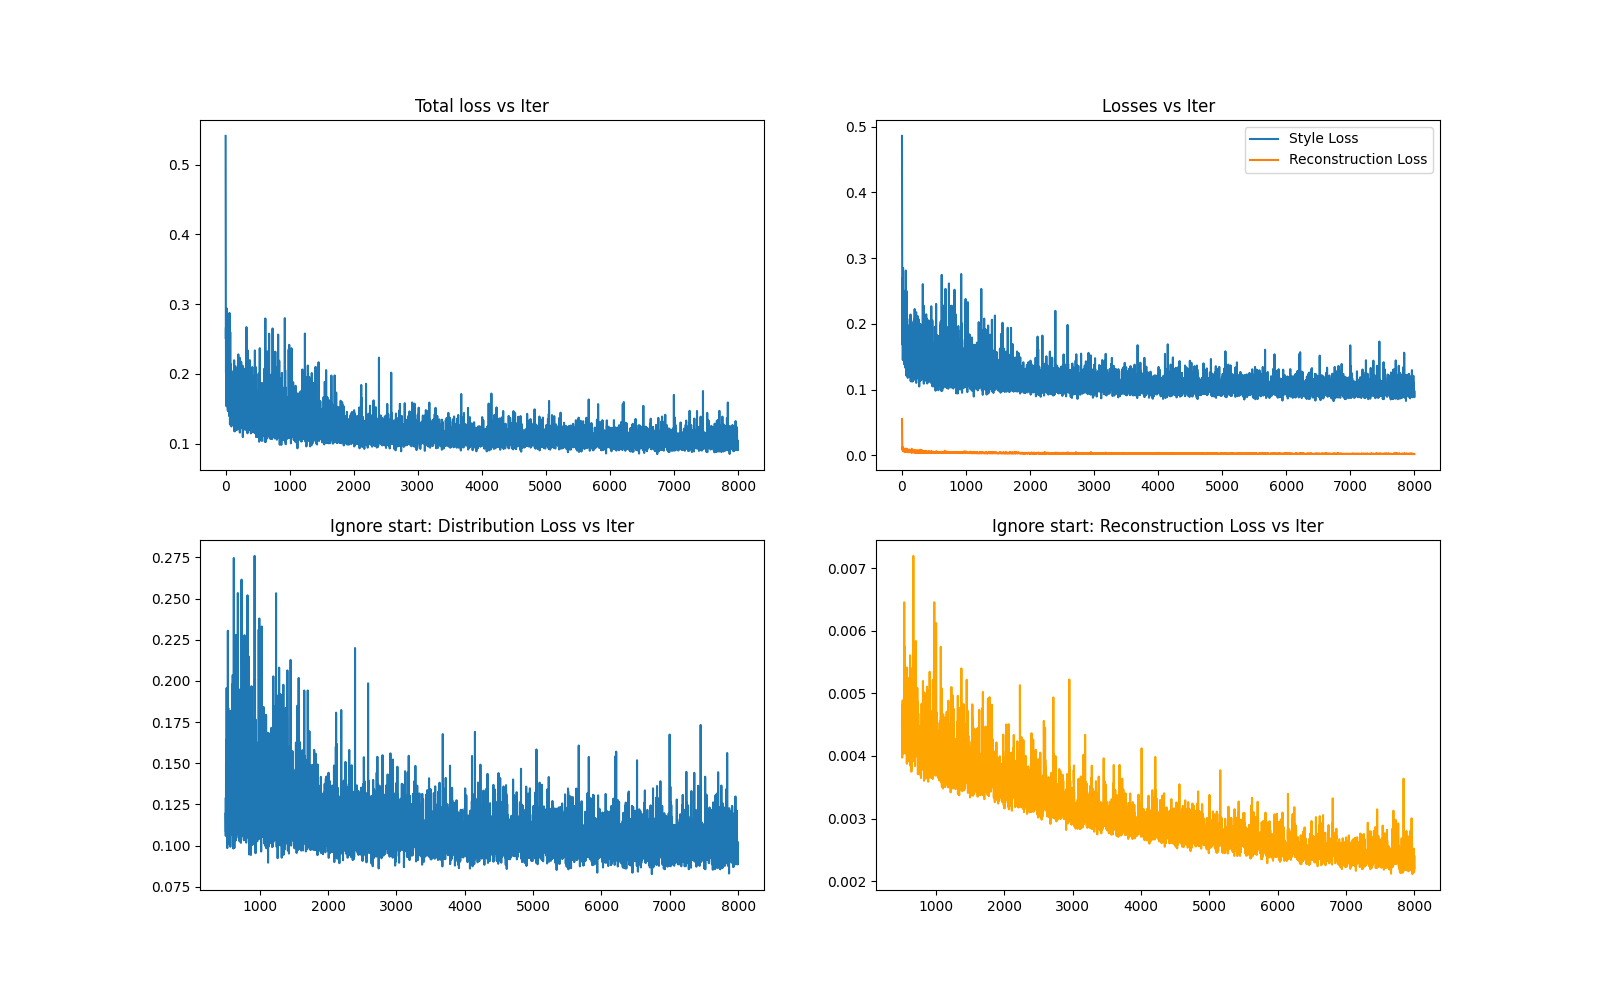 Total loss vs Iter
0.5
0.4
0.3
0.2
0.1
0 1000 2000 3000 4000 5000 6000 7000 8000
Losses vs Iter
Style Loss
Reconstruction Loss
0.5
0.4
0.3
0.2
0.1
0.0
0 1000 2000 3000 4000 5000 6000 7000 8000
Ignore start: Distribution Loss vs Iter
0.275
0.250
0.225
0.200
0.175
0.150
0.125
0.100
0.075
1000 2000 3000 4000 5000 6000 7000 8000
Ignore start: Reconstruction Loss vs Iter
0.007
0.006
0.005
0.004
0.003
0.002
1000 2000 3000 4000 5000 6000 7000 8000